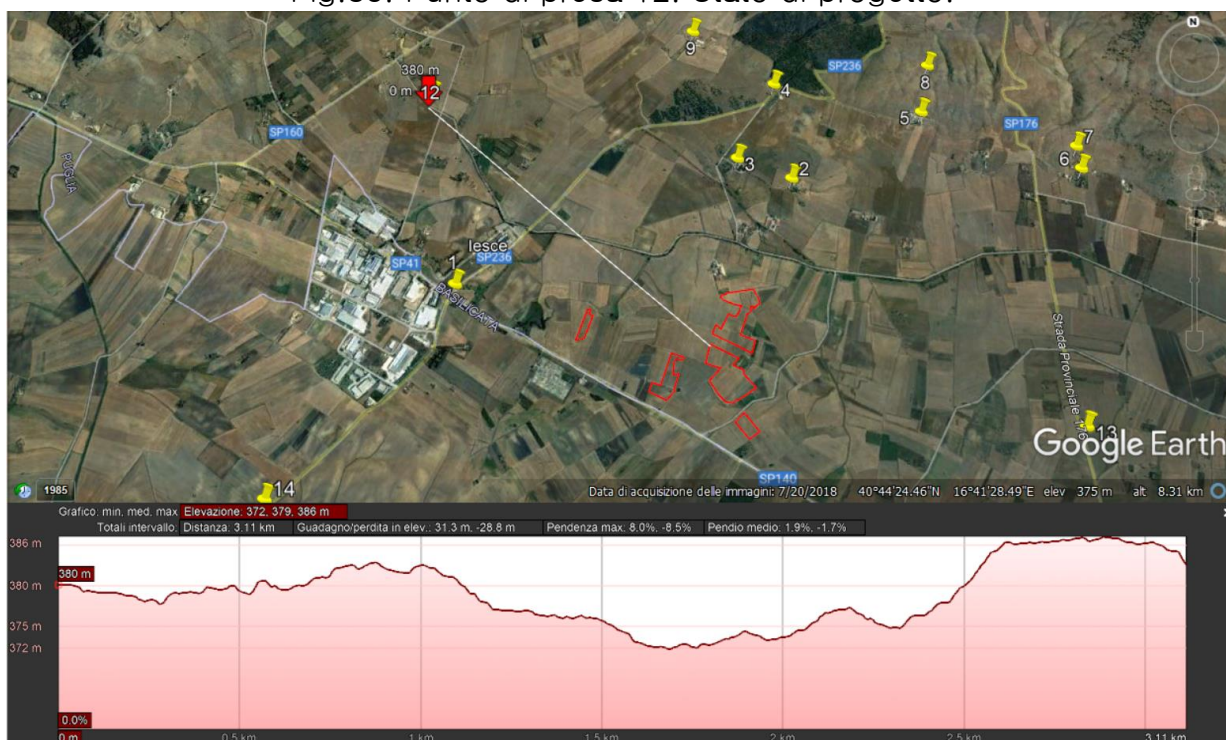 Fig.36: Punto di presa 12. Stato di progetto.
N
9
380 m
SP236
8
4
0 m
12
5
SP160
SP176
7
3
6
2
PUGLIA
Iesce
SP41
SP236
1
BASILICATA
Strada Provinciale 176
13
Google Earth
SP140
14
1985
Data di acquisizione delle immagini: 7/20/2018 40°44'24.46"N 16°41'28.49"E elev 375 m alt 8.31 km
Grafico: min. med. max Elevazione: 372, 379, 386 m
Totali intervallo: Distanza: 3.11 km Guadagno/perdita in elev.: 31.3 m, -28.8 m Pendenza max: 8.0%, -8.5% Pendio medio: 1.9%, -1.7%
386 m
380 m
380 m
375 m
372 m
0.0%
0 m 0.5 km 1 km 1.5 km 2 km 2.5 km 3.11 km